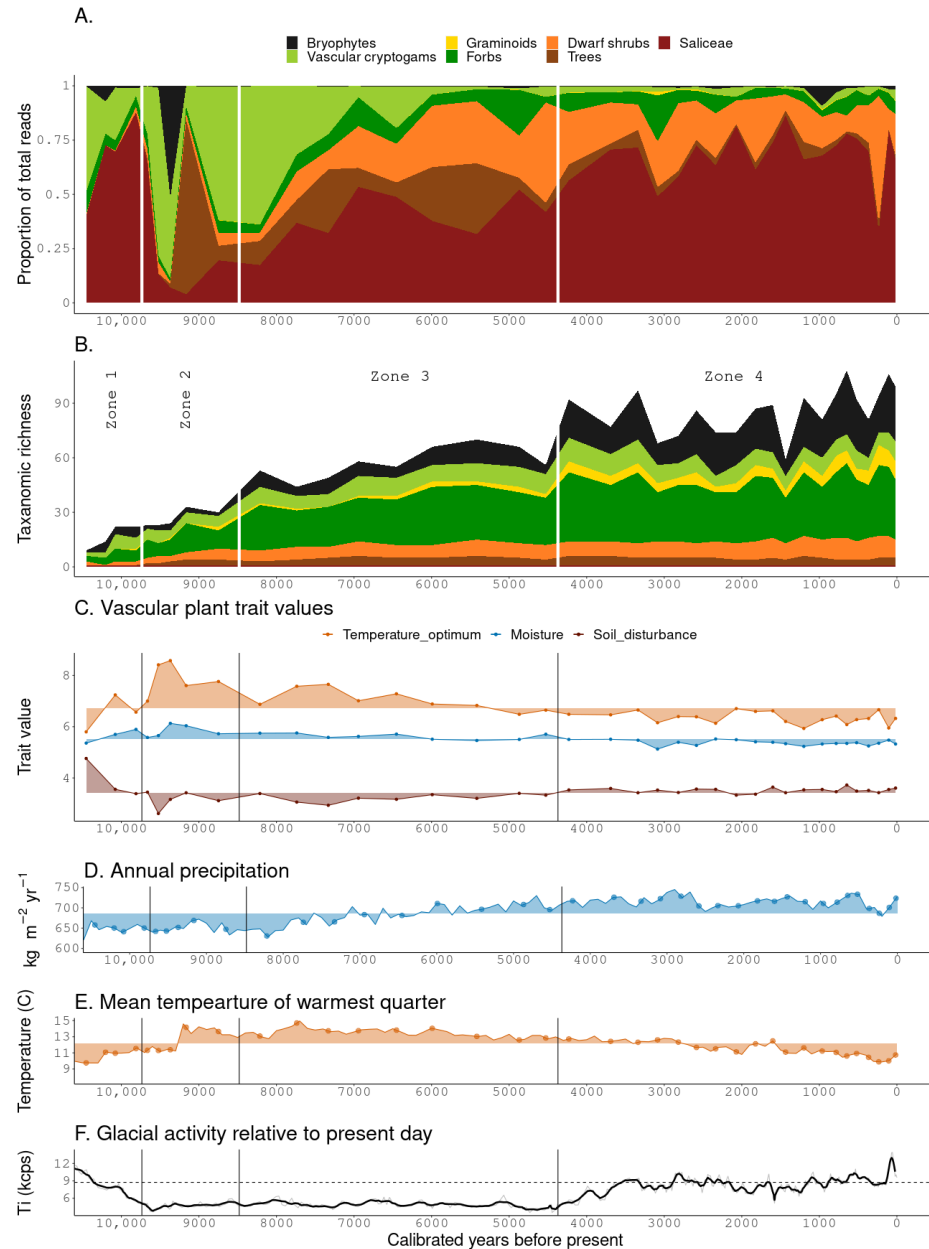 A.
Bryophytes Graminoids Dwarf shrubs Saliceae
Vascular cryptogams Forbs Trees
Proportion of total reads
1
0.75
0.5
0.25
0
10,000 9000 8000 7000 6000 5000 4000 3000 2000 1000 0
B.
Taxanomic richness
Zone 1 Zone 2 Zone 3 Zone 4
90
60
30
0
10,000 9000 8000 7000 6000 5000 4000 3000 2000 1000 0
C. Vascular plant trait values
Temperature_optimum Moisture Soil_disturbance
Trait value
8
6
4
10,000 9000 8000 7000 6000 5000 4000 3000 2000 1000 0
D. Annual precipitation
kg m−2 yr−1
750
700
650
600
10,000 9000 8000 7000 6000 5000 4000 3000 2000 1000 0
E. Mean tempearture of warmest quarter
Temperature (C)
15
13
11
9
10,000 9000 8000 7000 6000 5000 4000 3000 2000 1000 0
F. Glacial activity relative to present day
Ti (kcps)
12
9
6
10,000 9000 8000 7000 6000 5000 4000 3000 2000 1000 0
Calibrated years before present